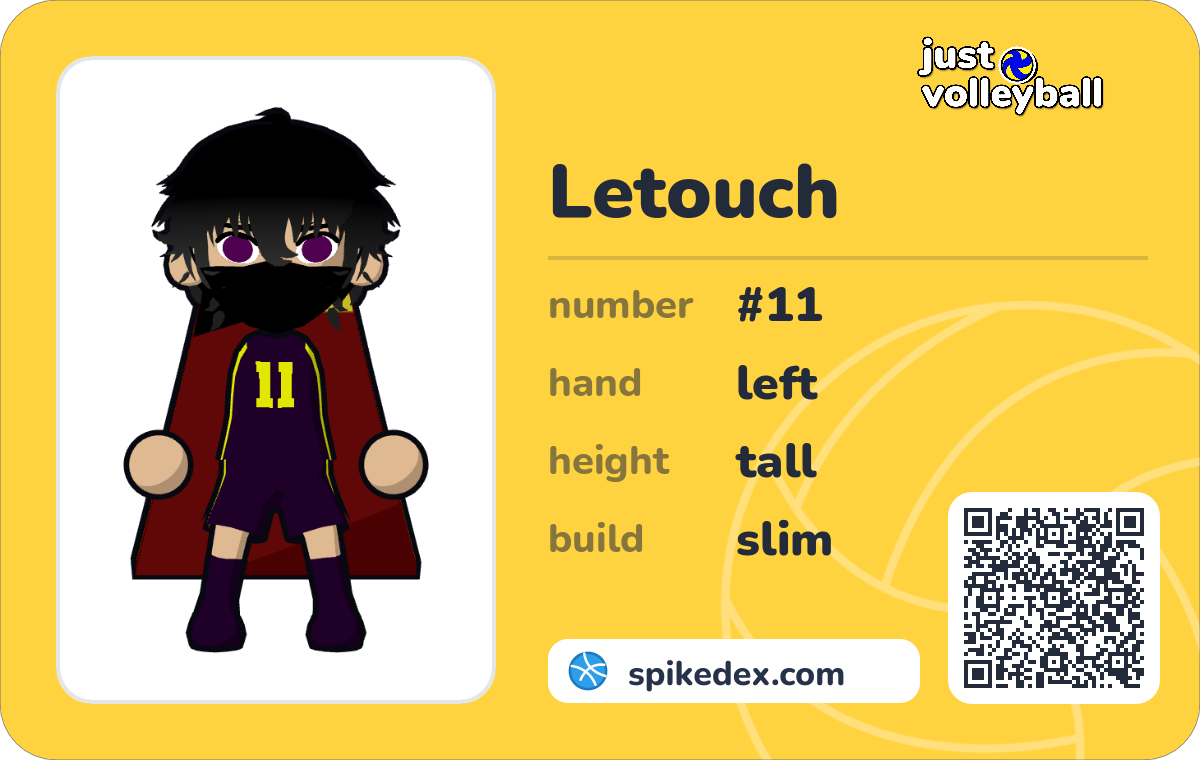 just
volleyball
Letouch
number #11
hand left
height tall
build slim
11
spikedex.com